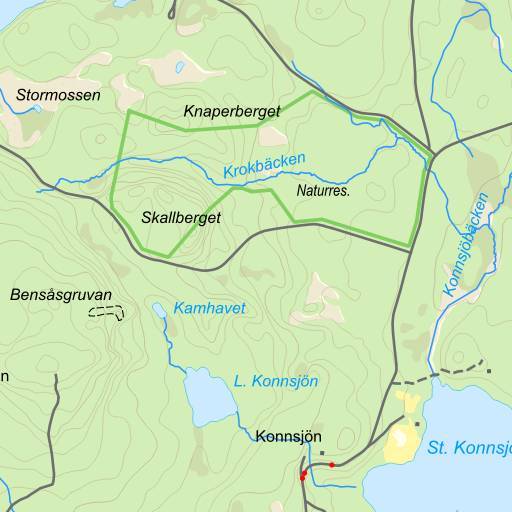 Stormossen
Knaperberget
Krokbäcken
Naturres.
Konnsjöbäcken
Skallberget
Bensåsgruvan
Kamhavet
n
L. Konnsjön
Konnsjön
St. Konnsjö